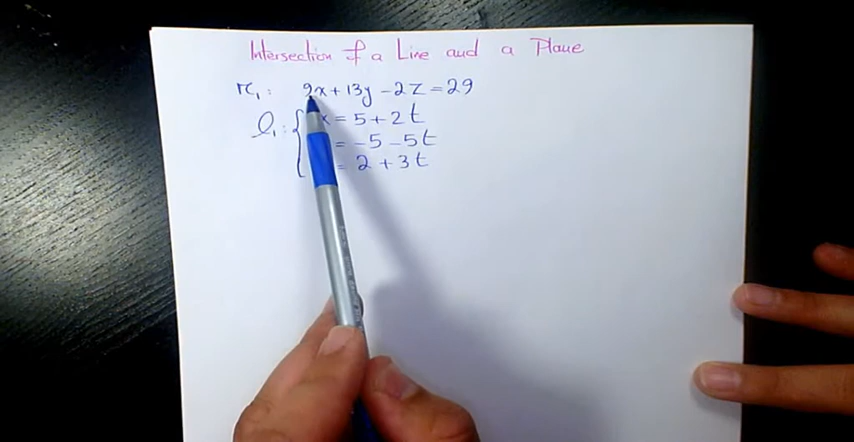 Intersection of a Line and a Plane
π₁: 9x + 13y - 2z = 29
l₁: { x = 5 + 2t
= -5 - 5t
= 2 + 3t